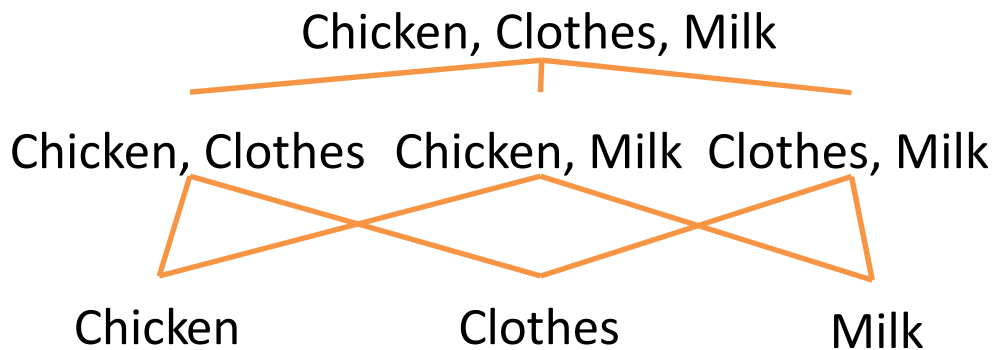 Chicken, Clothes, Milk
Chicken, Clothes
Chicken, Milk
Clothes, Milk
Chicken
Clothes
Milk